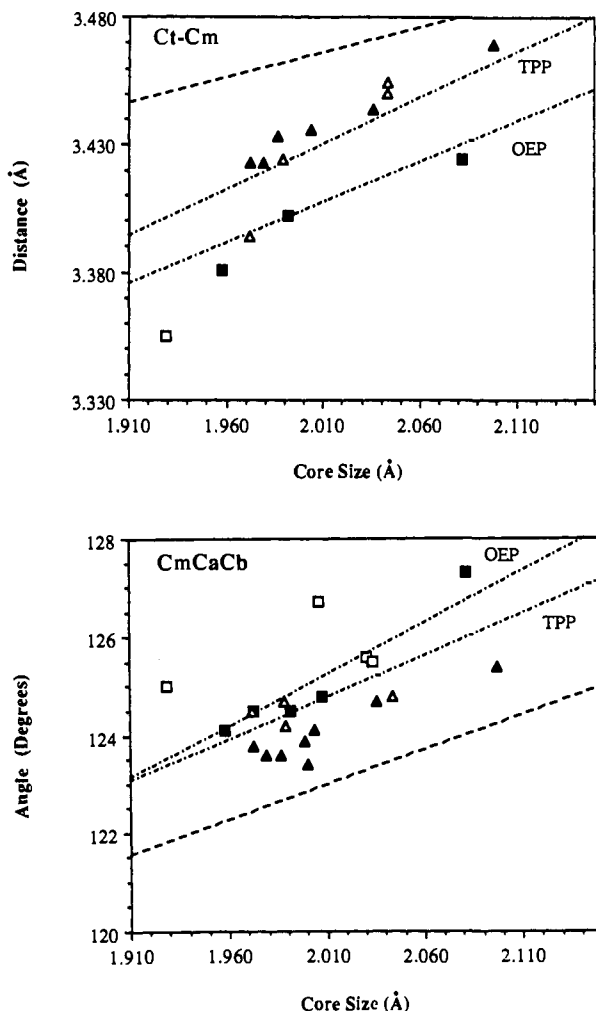 Ct-Cm
3.480
3.430
3.380
3.330
Distance (Å)
TPP
OEP
1.910 1.960 2.010 2.060 2.110
Core Size (Å)
CmCaCb
128
126
124
122
120
Angle (Degrees)
OEP
TPP
1.910 1.960 2.010 2.060 2.110
Core Size (Å)